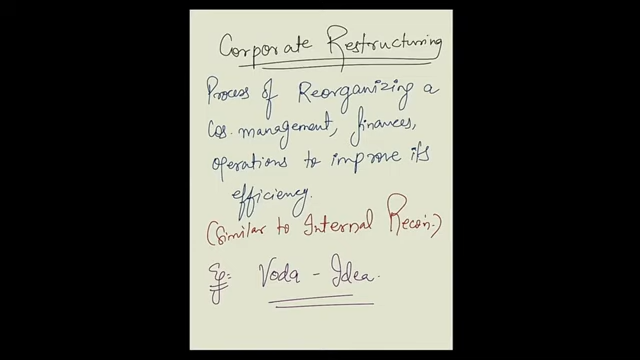 Corporate Restructuring
Process of Reorganizing a
Cos. management, finances,
operations to improve its
efficiency.
(Similar to Internal Recon.)
Eg: Voda - Idea.